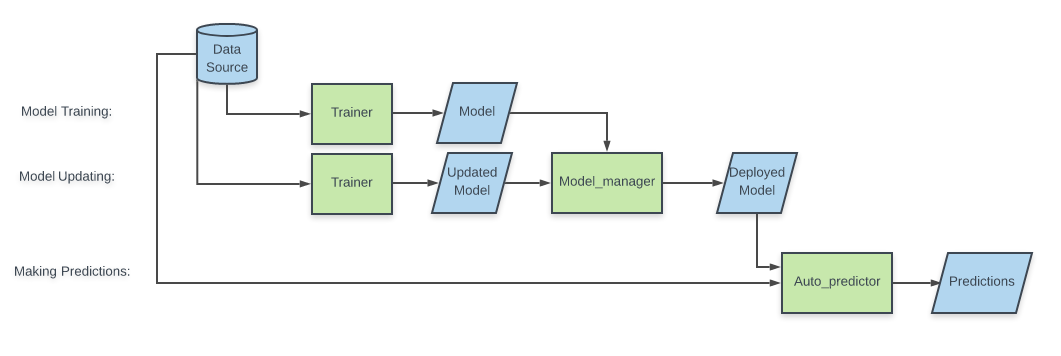 Data
Source
Model Training:
Trainer
Model
Model Updating:
Trainer
Updated
Model
Model_manager
Deployed
Model
Making Predictions:
Auto_predictor
Predictions